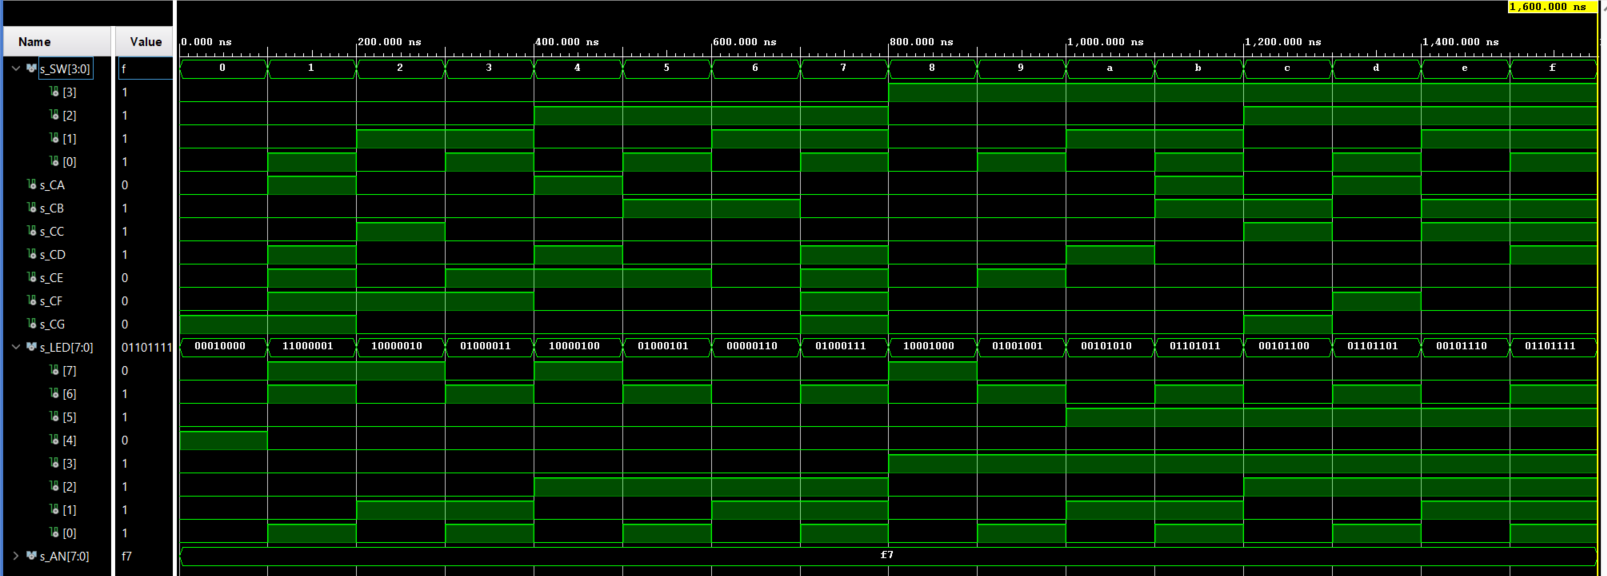 1,600.000 ns
Name Value 0.000 ns 200.000 ns 400.000 ns 600.000 ns 800.000 ns 1,000.000 ns 1,200.000 ns 1,400.000 ns
s_SW[3:0] f 0 1 2 3 4 5 6 7 8 9 a b c d e f
[3] 1
[2] 1
[1] 1
[0] 1
s_CA 0
s_CB 1
s_CC 1
s_CD 1
s_CE 0
s_CF 0
s_CG 0
s_LED[7:0] 01101111 00010000 11000001 10000010 01000011 10000100 01000101 00000110 01000111 10001000 01001001 00101010 01101011 00101100 01101101 00101110 01101111
[7] 0
[6] 1
[5] 1
[4] 0
[3] 1
[2] 1
[1] 1
[0] 1
s_AN[7:0] f7 f7